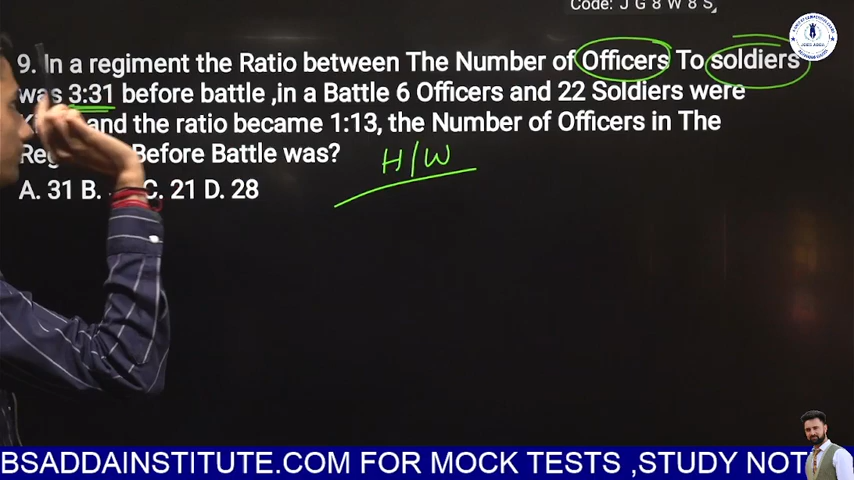 Code: J G 8 W 8 S
9. In a regiment the Ratio between The Number of Officers To soldiers
was 3:31 before battle ,in a Battle 6 Officers and 22 Soldiers were
and the ratio became 1:13, the Number of Officers in The
Before Battle was?
H/W
A. 31 B. C. 21 D. 28
BSADDAINSTITUTE.COM FOR MOCK TESTS ,STUDY NOT